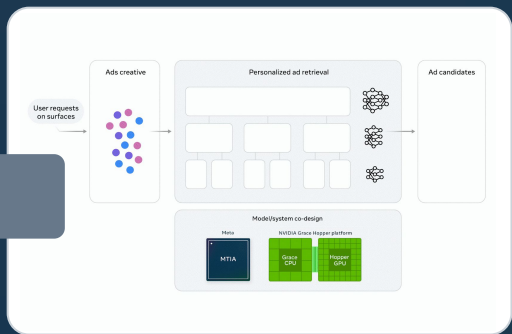 Ads creative
Personalized ad retrieval
Ad candidates
User requests
on surfaces
Model/system co-design
Meta
NVIDIA Grace Hopper platform
MTIA
Grace
CPU
Hopper
GPU